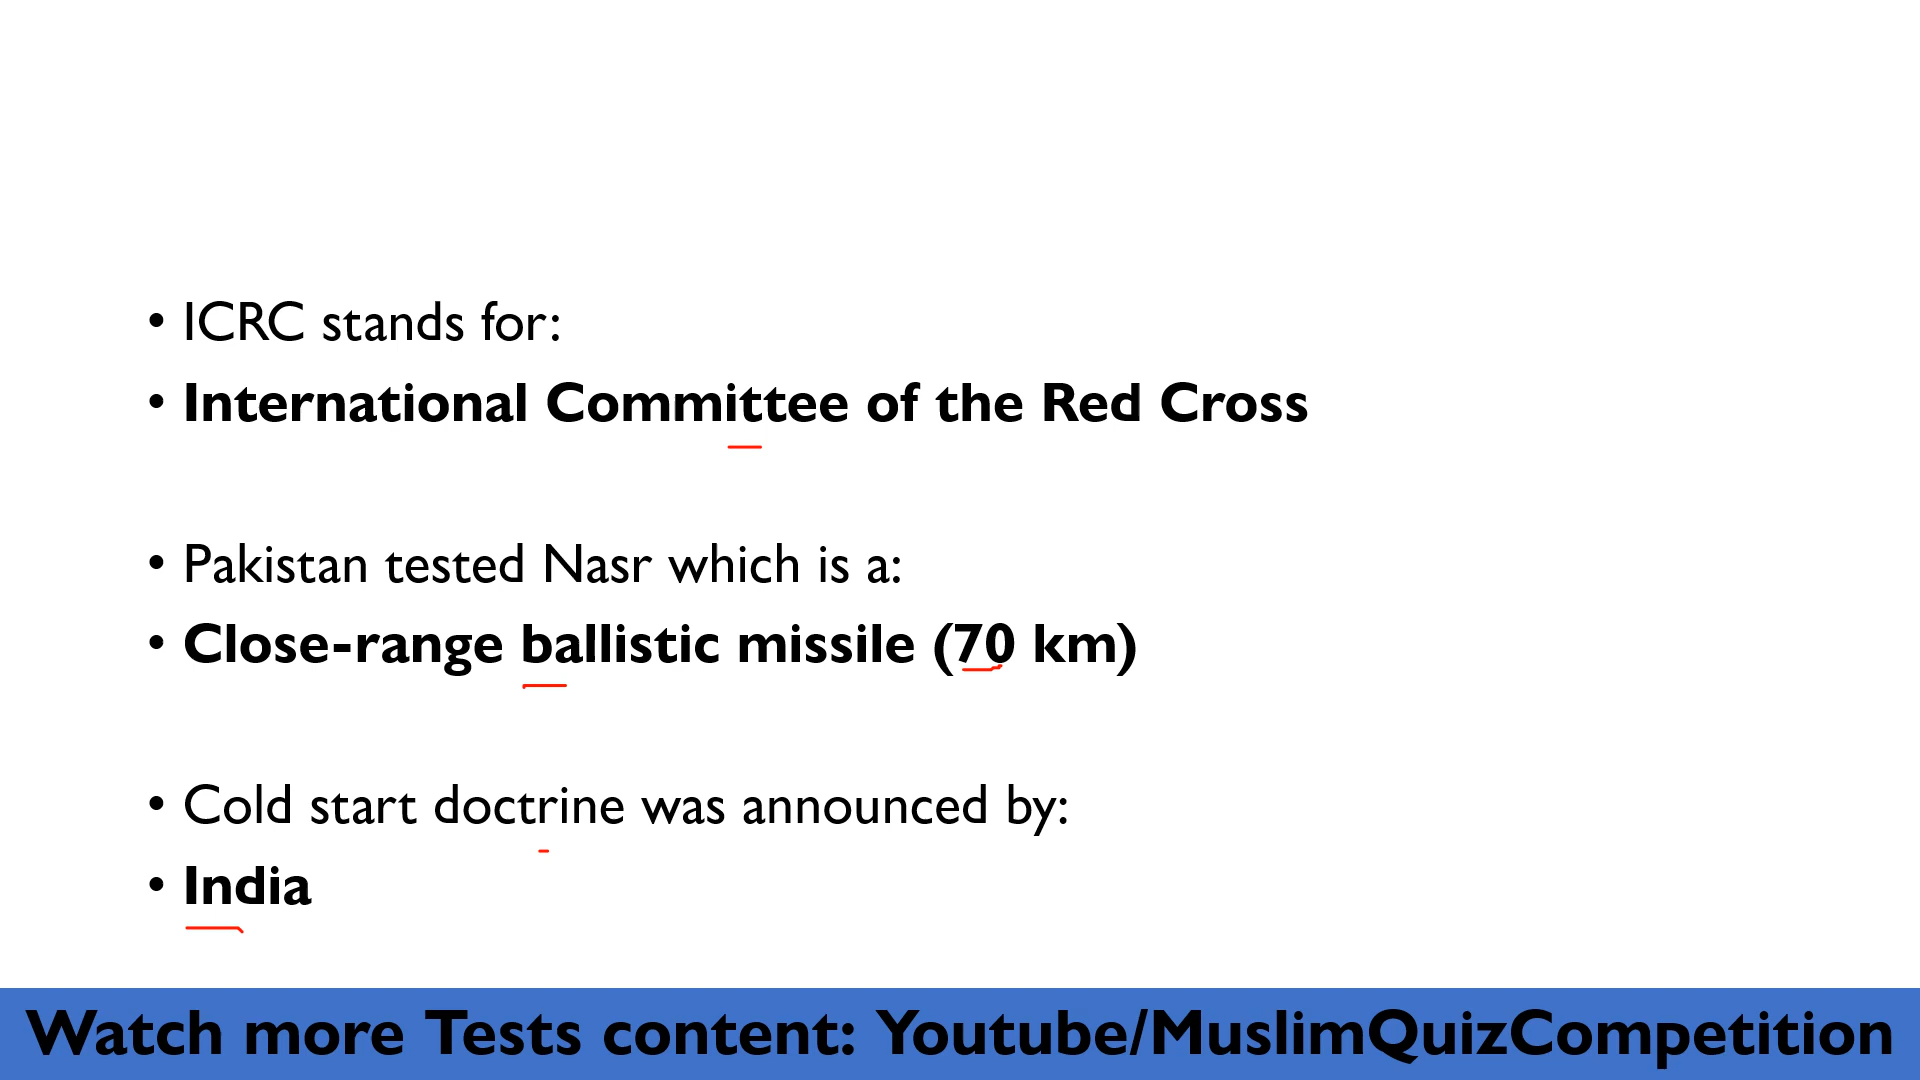 • ICRC stands for:
• International Committee of the Red Cross
• Pakistan tested Nasr which is a:
• Close-range ballistic missile (70 km)
• Cold start doctrine was announced by:
• India
Watch more Tests content: Youtube/MuslimQuizCompetition